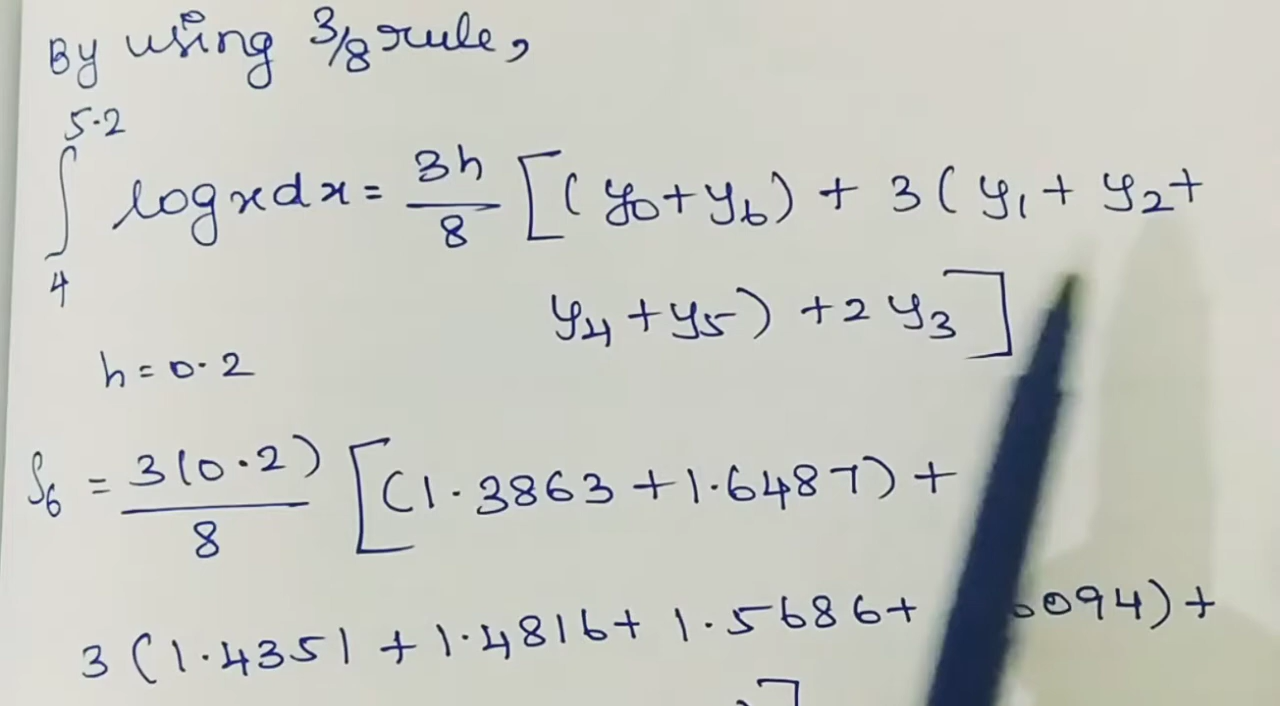 By using 3/8 rule,
∫₄^5.2 log x dx = 3h/8 [(y₀ + y₆) + 3(y₁ + y₂ +
y₄ + y₅) + 2y₃]
h = 0.2
S₆ = 3(0.2)/8 [(1.3863 + 1.6487) +
3(1.4351 + 1.4816 + 1.5686 + 6094) +
]